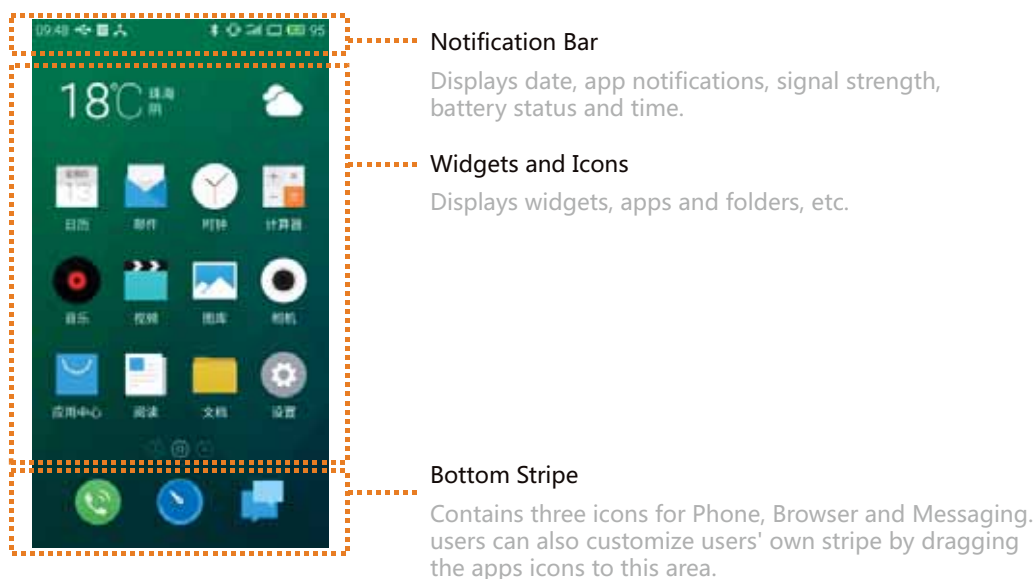 09:48
95
Notification Bar
Displays date, app notifications, signal strength,
battery status and time.
18℃ 珠海
阴
Widgets and Icons
Displays widgets, apps and folders, etc.
13
日历 邮件 时钟 计算器
音乐 视频 图库 相机
应用中心 阅读 文档 设置
Bottom Stripe
Contains three icons for Phone, Browser and Messaging.
users can also customize users' own stripe by dragging
the apps icons to this area.